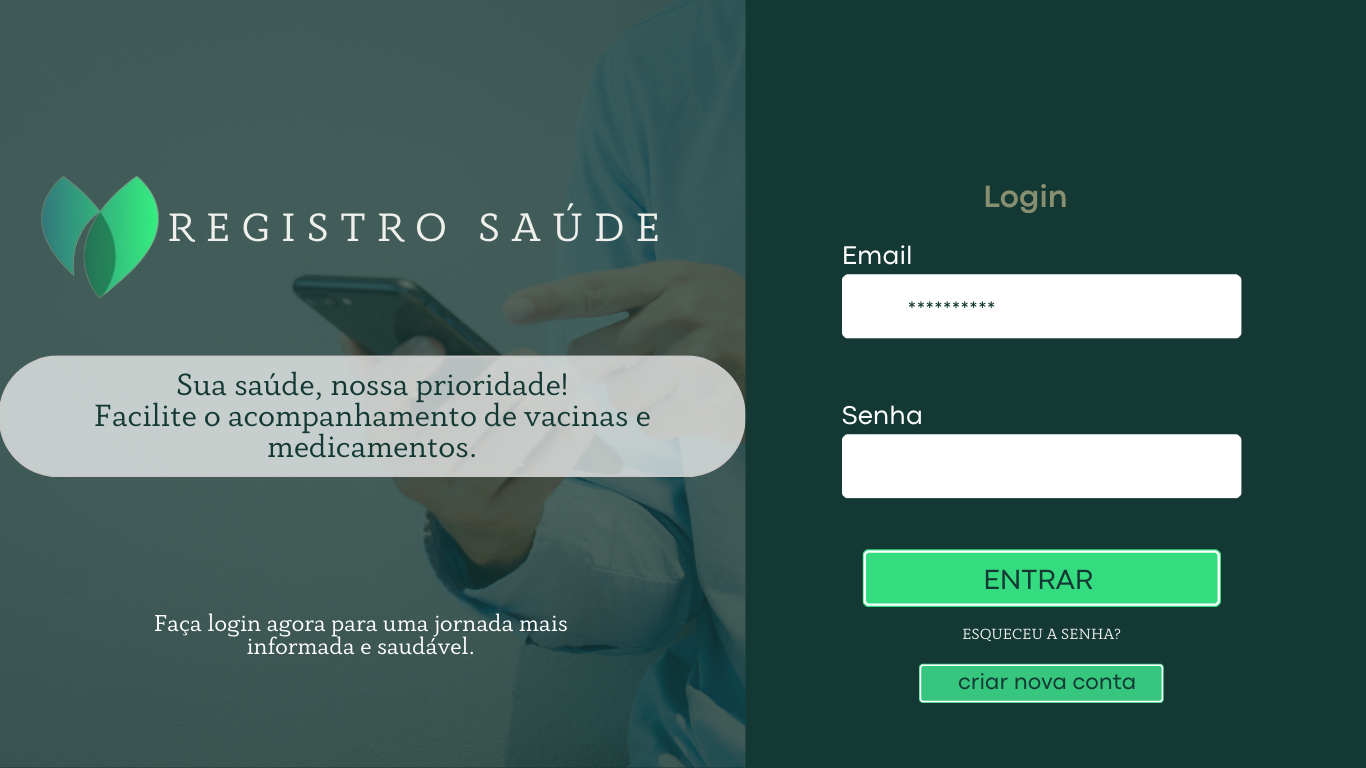 REGISTRO SAÚDE
Sua saúde, nossa prioridade!
Facilite o acompanhamento de vacinas e
medicamentos.
Faça login agora para uma jornada mais
informada e saudável.
Login
Email
**********
Senha
ENTRAR
ESQUECEU A SENHA?
criar nova conta